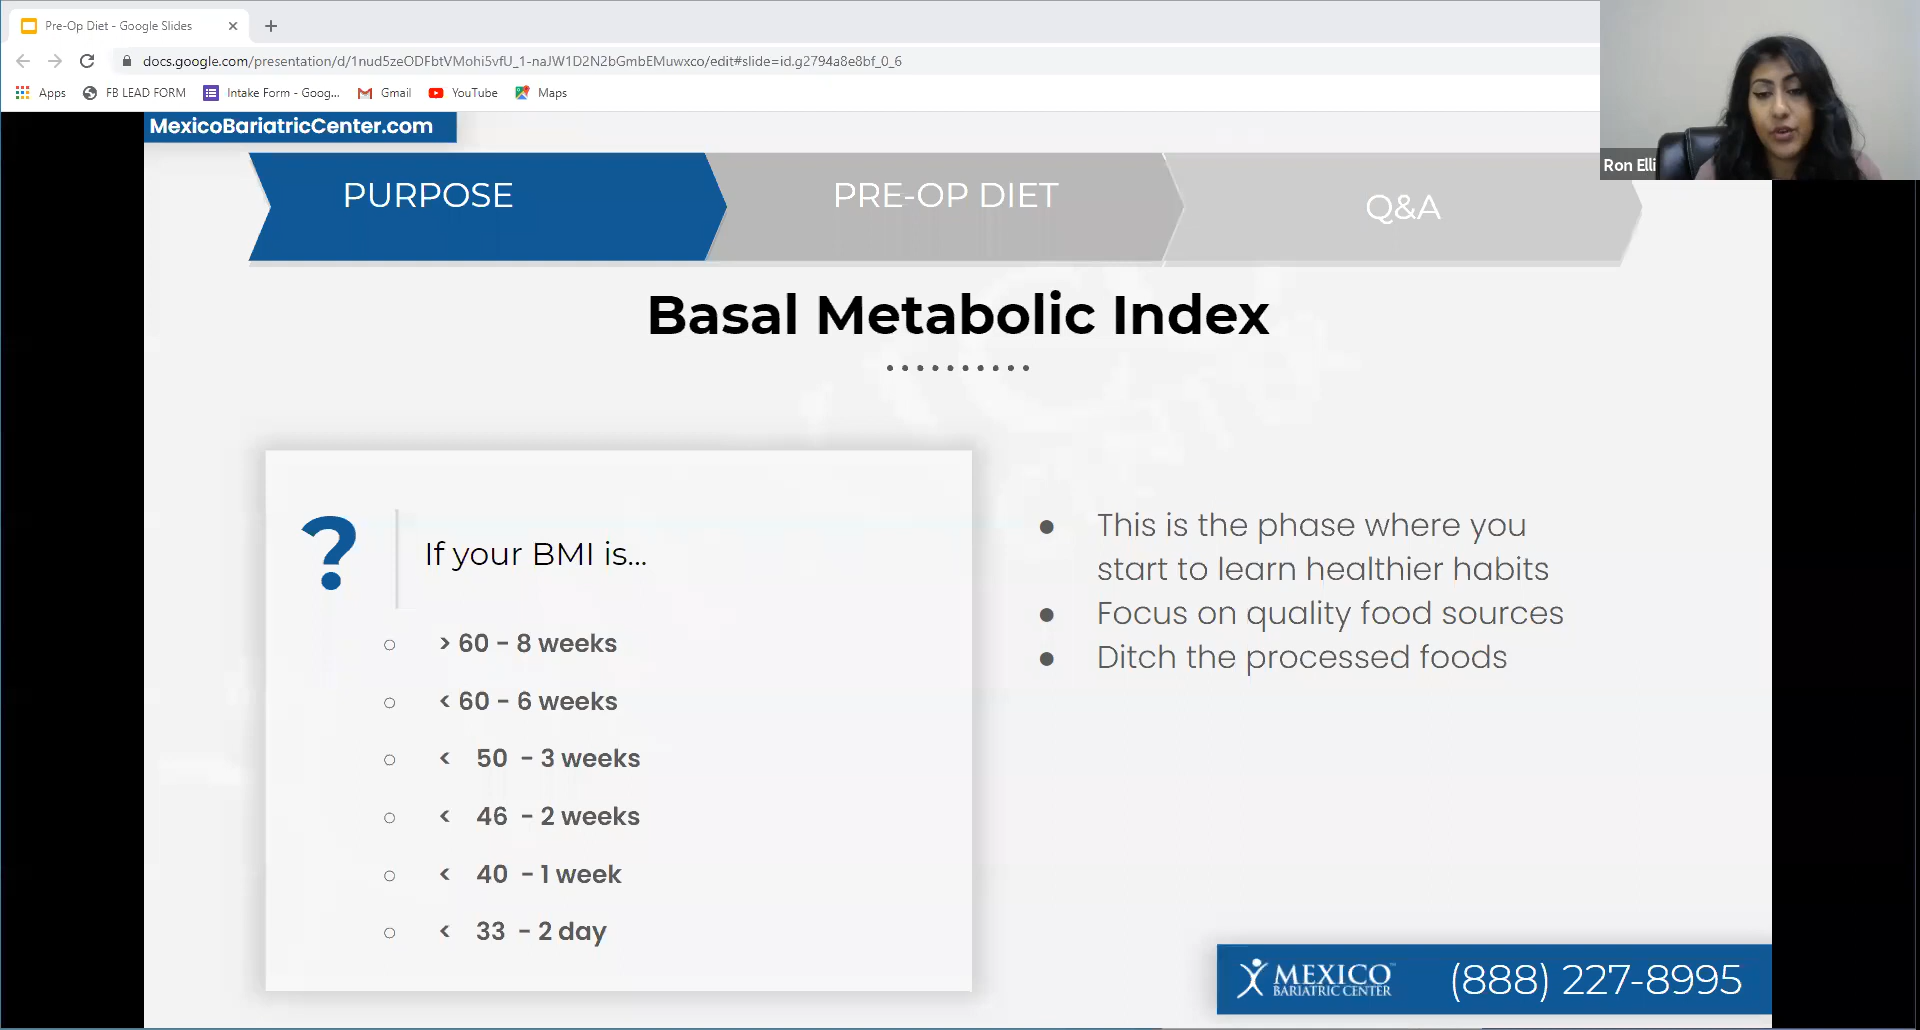 Pre-Op Diet - Google Slides
docs.google.com/presentation/d/1nud5zeODFbtVMohi5vfU_1-naJW1D2N2bGmbEMuwxco/edit#slide=id.g2794a8e8bf_0_6
Apps FB LEAD FORM Intake Form - Goog... Gmail YouTube Maps
MexicoBariatricCenter.com
Ron Elli
PURPOSE PRE-OP DIET Q&A
Basal Metabolic Index
? If your BMI is...
> 60 - 8 weeks
< 60 - 6 weeks
< 50 - 3 weeks
< 46 - 2 weeks
< 40 - 1 week
< 33 - 2 day
● This is the phase where you
start to learn healthier habits
● Focus on quality food sources
● Ditch the processed foods
MEXICO
BARIATRIC CENTER
(888) 227-8995